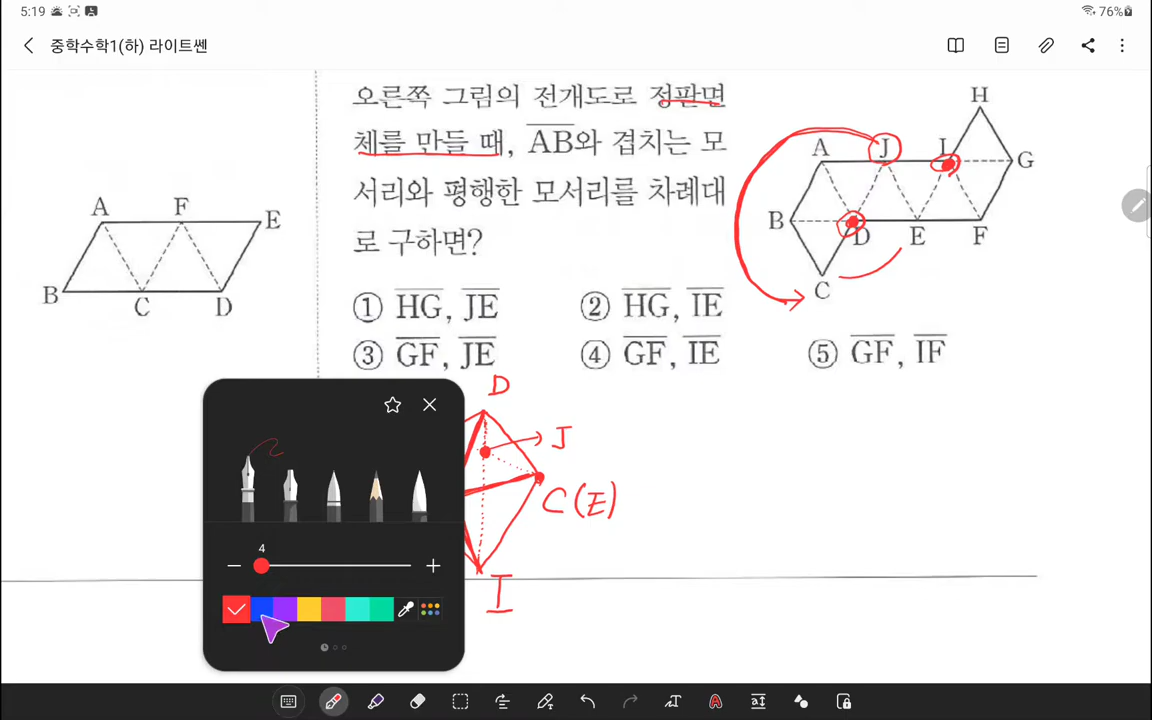 5:19
76%
중학수학1(하) 라이트쎈
오른쪽 그림의 전개도로 정팔면
체를 만들 때, AB와 겹치는 모
서리와 평행한 모서리를 차례대
로 구하면?
① HG, JE
② HG, IE
③ GF, JE
④ GF, IE
⑤ GF, IF
H
A J I G
B D E F
C
A F E
B C D
D
J
C(E)
I
4